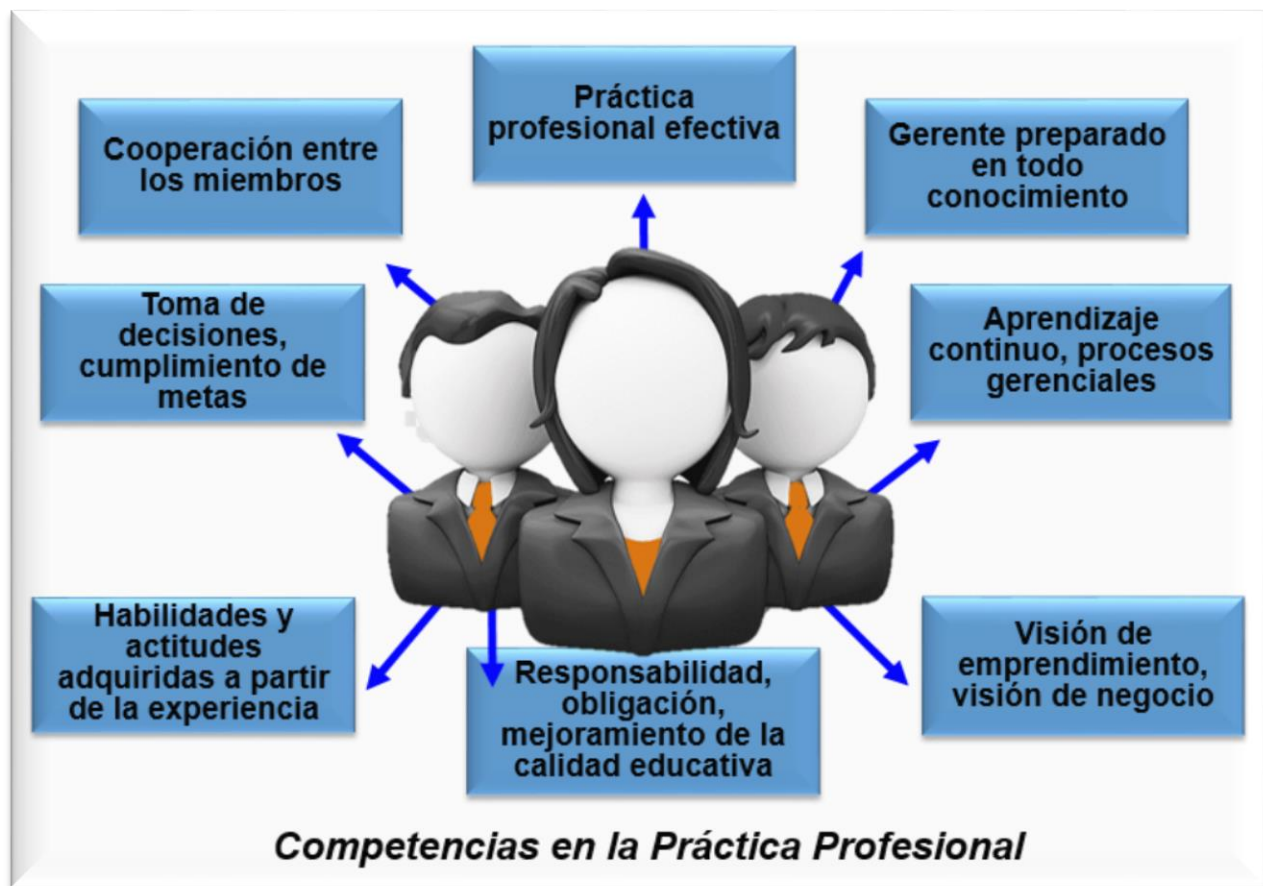 Práctica
profesional efectiva
Cooperación entre
los miembros
Gerente preparado
en todo
conocimiento
Toma de
decisiones,
cumplimiento de
metas
Aprendizaje
continuo, procesos
gerenciales
Habilidades y
actitudes
adquiridas a partir
de la experiencia
Responsabilidad,
obligación,
mejoramiento de la
calidad educativa
Visión de
emprendimiento,
visión de negocio
Competencias en la Práctica Profesional